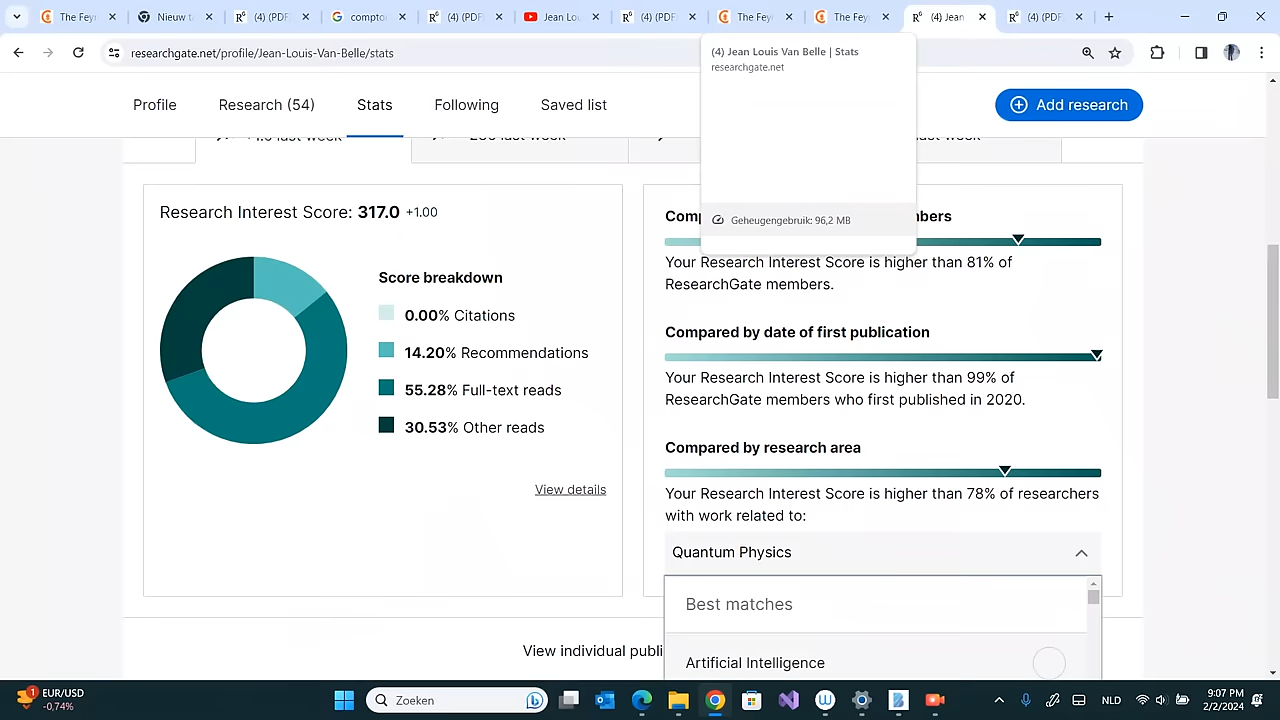 (4) The Fey
Nieuw ta
(4) (PDF
compto
(4) (PDF
Jean Lo
(4) (PDF
The Fey
The Fey
(4) Jean
(4) (PDF
researchgate.net/profile/Jean-Louis-Van-Belle/stats
(4) Jean Louis Van Belle | Stats
researchgate.net
Profile
Research (54)
Stats
Following
Saved list
Add research
last week
Geheugengebruik: 96,2 MB
Research Interest Score: 317.0 +1.00
Score breakdown
0.00% Citations
14.20% Recommendations
55.28% Full-text reads
30.53% Other reads
View details
Your Research Interest Score is higher than 81% of
ResearchGate members.
Compared by date of first publication
Your Research Interest Score is higher than 99% of
ResearchGate members who first published in 2020.
Compared by research area
Your Research Interest Score is higher than 78% of researchers
with work related to:
Quantum Physics
Best matches
Artificial Intelligence
View individual publi
1
EUR/USD
-0,74%
Zoeken
NLD
9:07 PM
2/2/2024